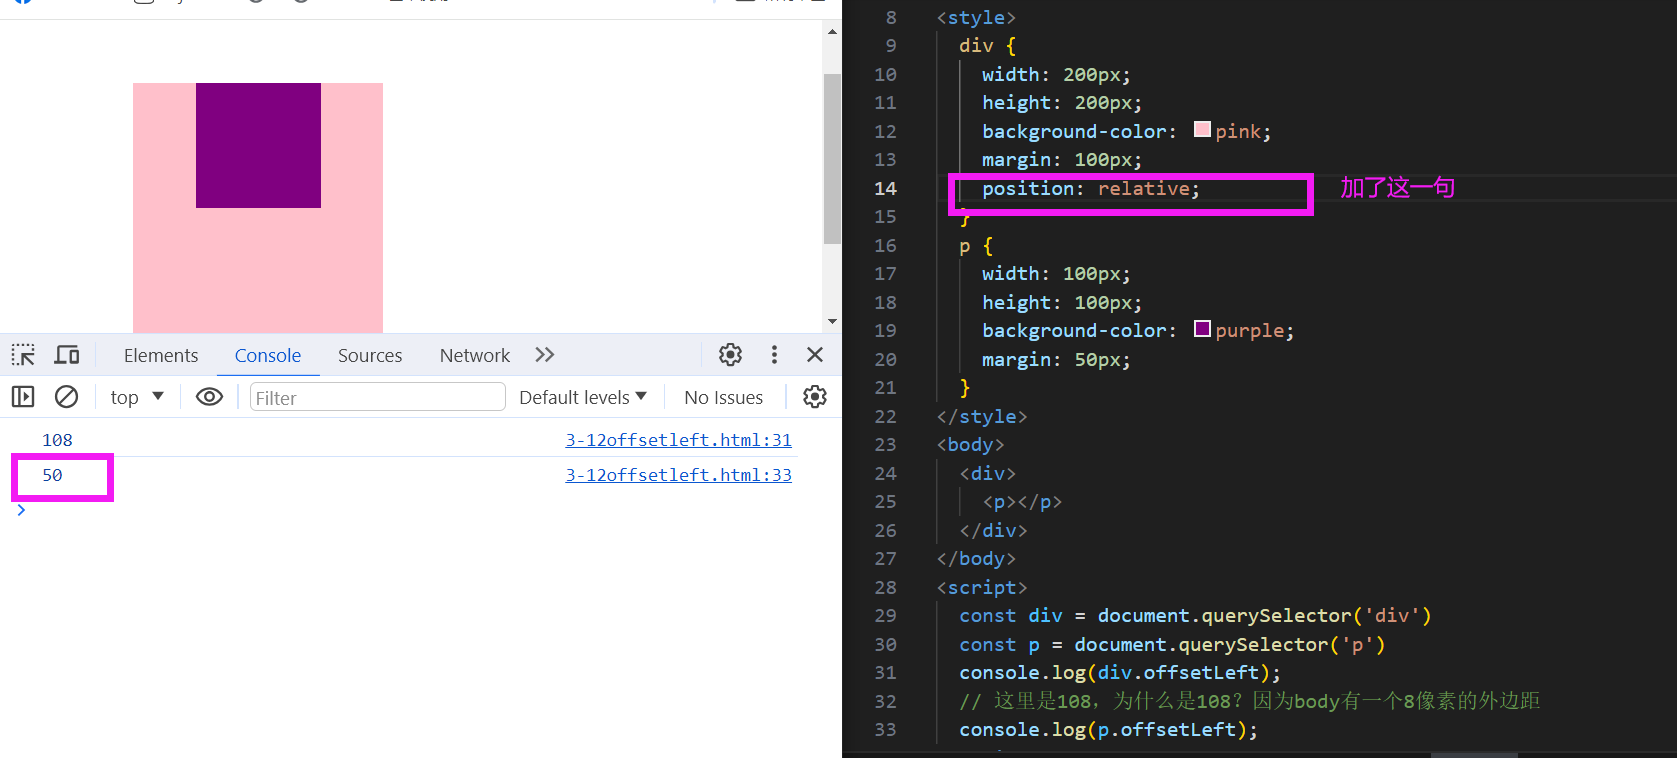 Elements Console Sources Network
top Filter Default levels No Issues
108 3-12offsetleft.html:31
50 3-12offsetleft.html:33
8 <style>
9 div {
10 width: 200px;
11 height: 200px;
12 background-color: pink;
13 margin: 100px;
14 position: relative; 加了这一句
15 }
16 p {
17 width: 100px;
18 height: 100px;
19 background-color: purple;
20 margin: 50px;
21 }
22 </style>
23 <body>
24 <div>
25 <p></p>
26 </div>
27 </body>
28 <script>
29 const div = document.querySelector('div')
30 const p = document.querySelector('p')
31 console.log(div.offsetLeft);
32 // 这里是108，为什么是108？因为body有一个8像素的外边距
33 console.log(p.offsetLeft);